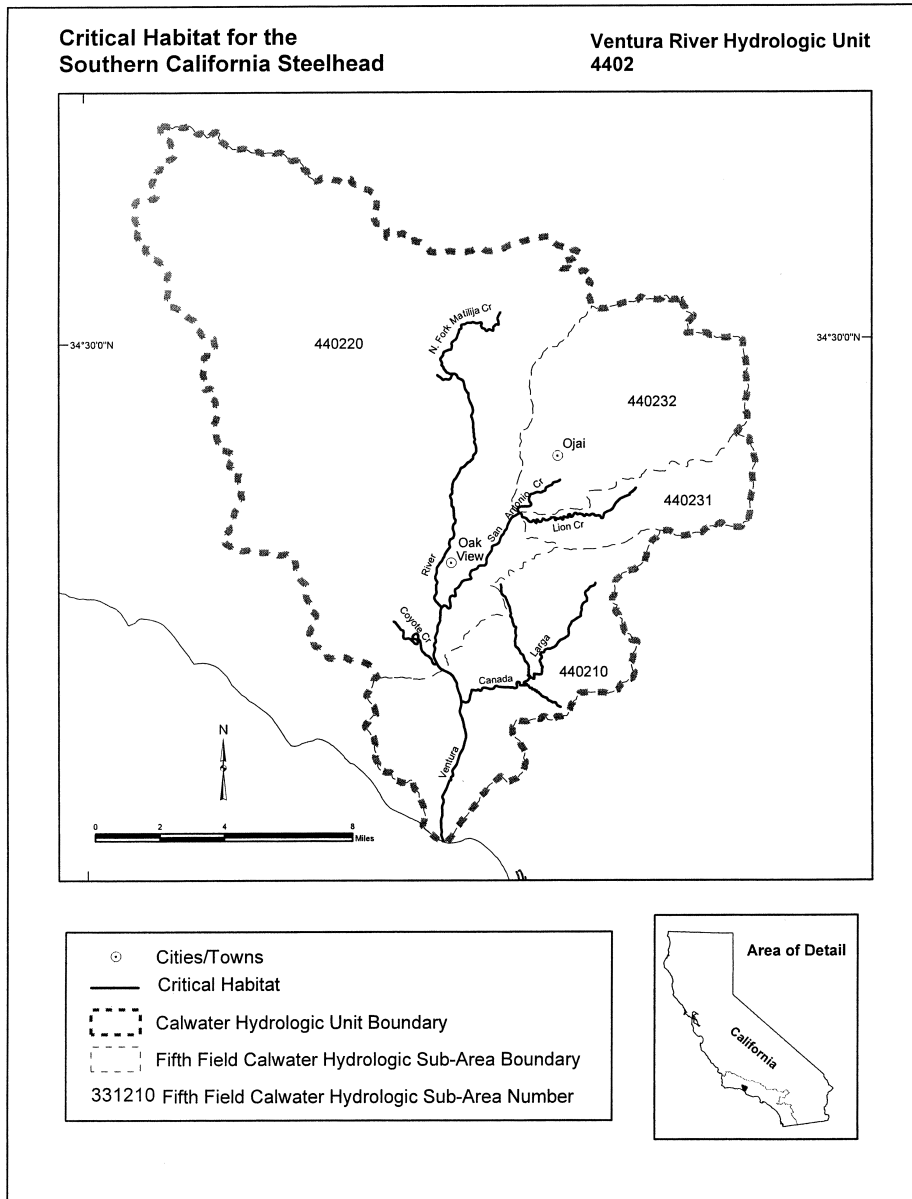 Critical Habitat for the
Southern California Steelhead
Ventura River Hydrologic Unit
4402
34°30'0"N
34°30'0"N
N. Fork Matilija Cr
440220
440232
Ojai
440231
San Antonio Cr
Lion Cr
Oak
View
River
Coyote Cr
Larga
440210
Canada
Ventura
N
0 2 4 8
Miles
Cities/Towns
Critical Habitat
Calwater Hydrologic Unit Boundary
Fifth Field Calwater Hydrologic Sub-Area Boundary
331210 Fifth Field Calwater Hydrologic Sub-Area Number
Area of Detail
California